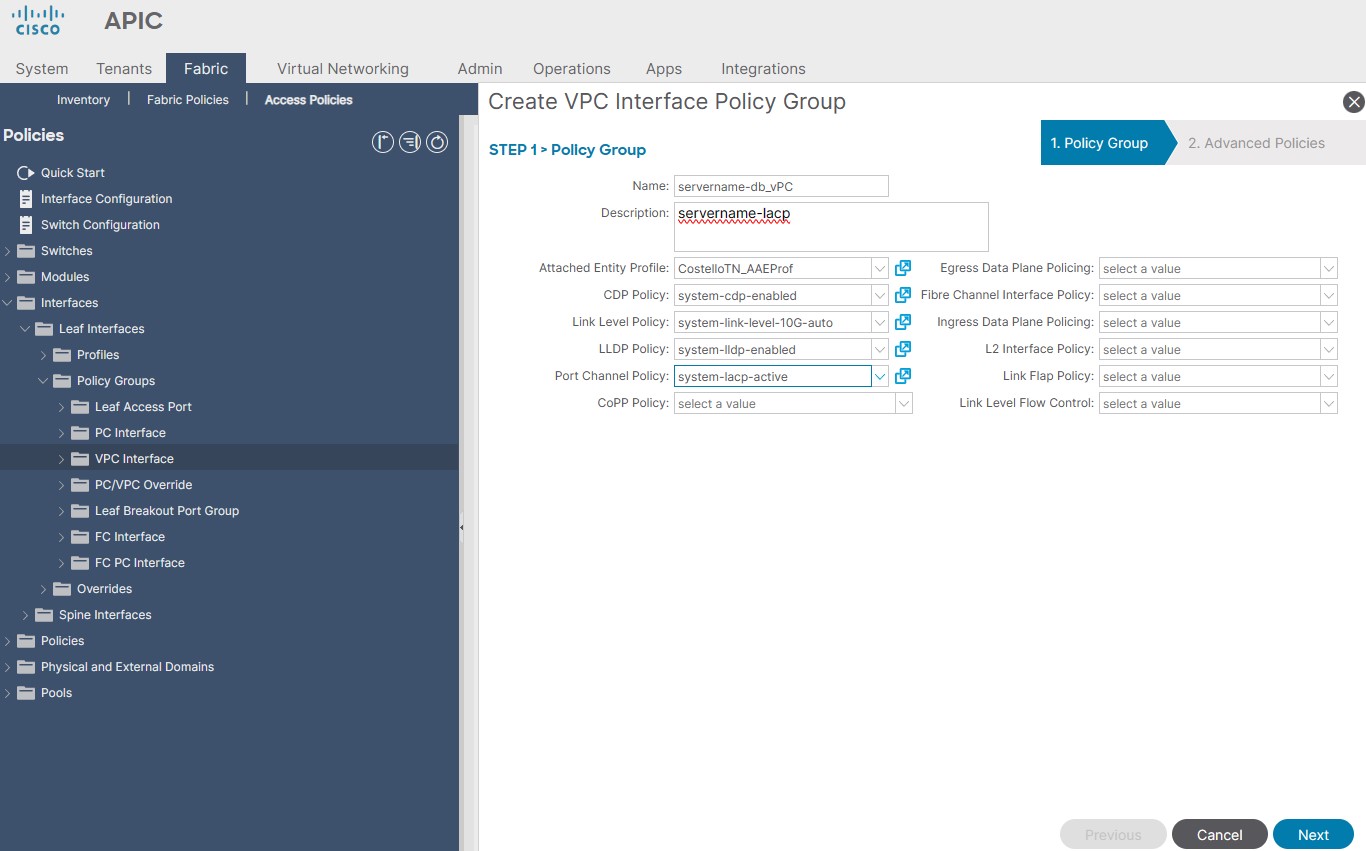 CISCO
APIC
System Tenants Fabric Virtual Networking Admin Operations Apps Integrations
Inventory | Fabric Policies | Access Policies
Policies
Quick Start
Interface Configuration
Switch Configuration
Switches
Modules
Interfaces
Leaf Interfaces
Profiles
Policy Groups
Leaf Access Port
PC Interface
VPC Interface
PC/VPC Override
Leaf Breakout Port Group
FC Interface
FC PC Interface
Overrides
Spine Interfaces
Policies
Physical and External Domains
Pools
Create VPC Interface Policy Group
STEP 1 > Policy Group
1. Policy Group
2. Advanced Policies
Name: servername-db_vPC
Description: servername-lacp
Attached Entity Profile: CostelloTN_AAEProf
CDP Policy: system-cdp-enabled
Link Level Policy: system-link-level-10G-auto
LLDP Policy: system-lldp-enabled
Port Channel Policy: system-lacp-active
CoPP Policy: select a value
Egress Data Plane Policing: select a value
Fibre Channel Interface Policy: select a value
Ingress Data Plane Policing: select a value
L2 Interface Policy: select a value
Link Flap Policy: select a value
Link Level Flow Control: select a value
Previous
Cancel
Next